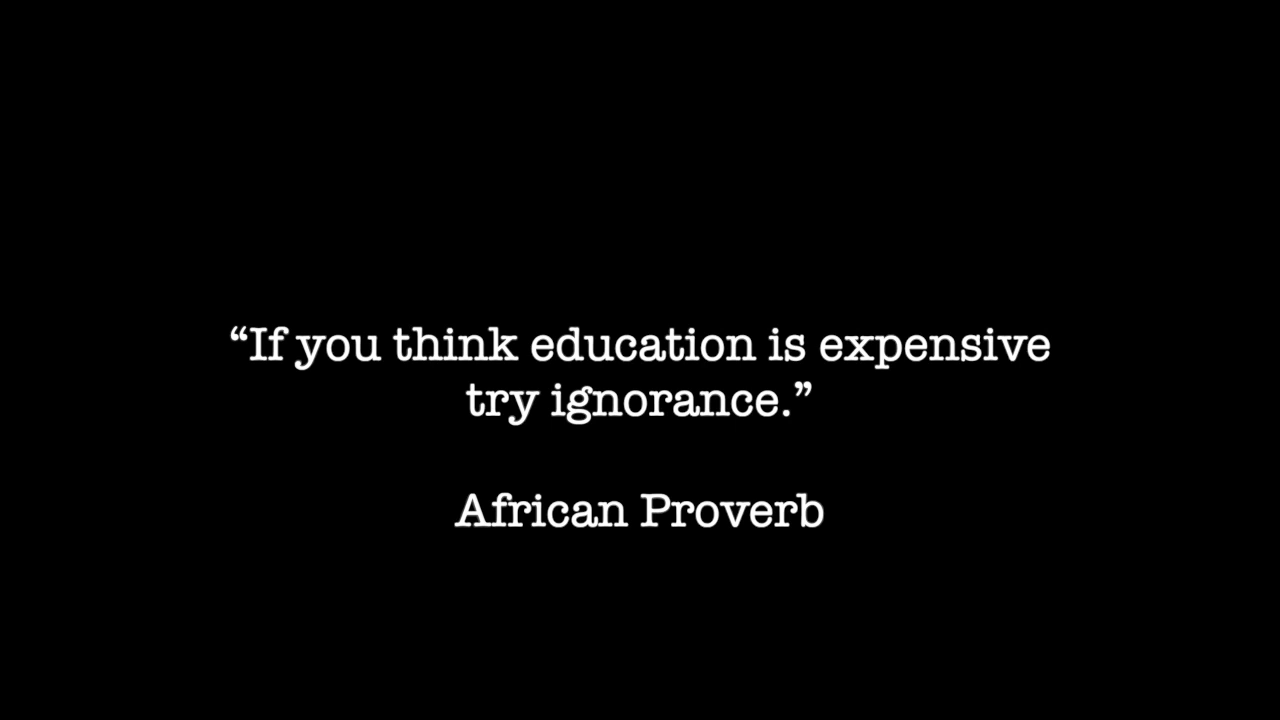 “If you think education is expensive
try ignorance.”
African Proverb